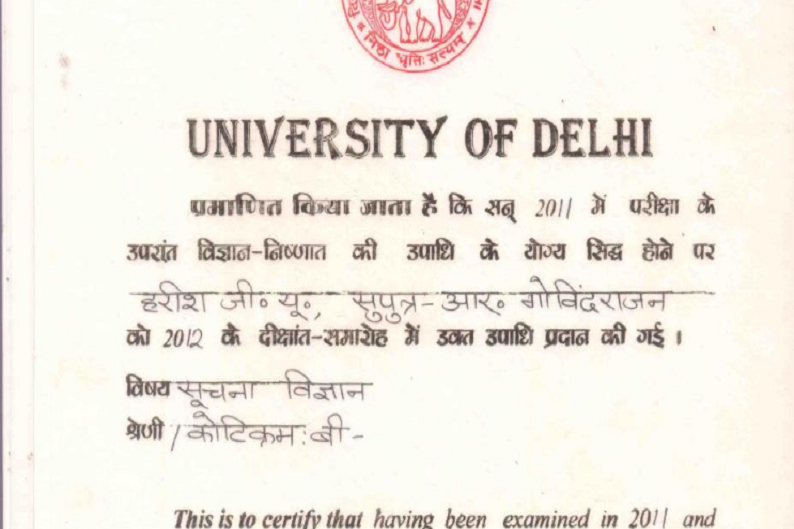 निष्ठा धृतिः सत्यम्
UNIVERSITY OF DELHI
प्रमाणित किया जाता है कि सन् 2011 में परीक्षा के
उपरांत विज्ञान-निष्णात की उपाधि के योग्य सिद्ध होने पर
हरीश जी॰ यू॰, सुपुत्र-आर॰ गोविंदराजन
को 2012 के दीक्षांत-समारोह में उक्त उपाधि प्रदान की गई ।
विषय सूचना विज्ञान
श्रेणी / कोटिक्रम: बी -
This is to certify that having been examined in 2011 and